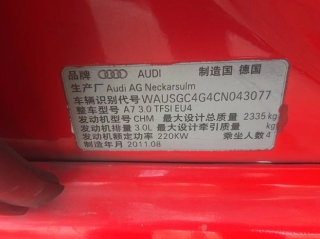 品牌 AUDI 制造国 德国
生产厂 Audi AG Neckarsulm
车辆识别代号 WAUSGC4G4CN043077
整车型号 A7 3.0 TFSI EU4
发动机型号 CHM 最大设计总质量 2335 kg
发动机排量 3.0L 最大设计牵引质量 kg
发动机额定功率 220KW 乘坐人数 4
制造年月 2011.08